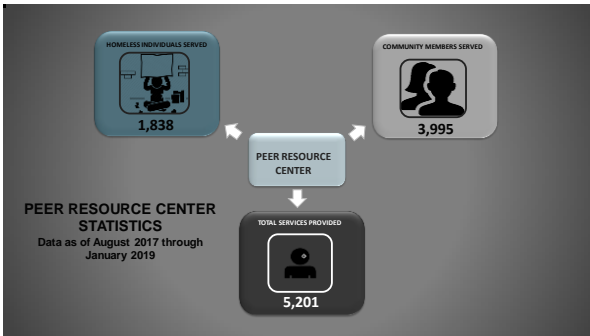 HOMELESS INDIVIDUALS SERVED
1,838
COMMUNITY MEMBERS SERVED
3,995
PEER RESOURCE
CENTER
PEER RESOURCE CENTER
STATISTICS
Data as of August 2017 through
January 2019
TOTAL SERVICES PROVIDED
5,201